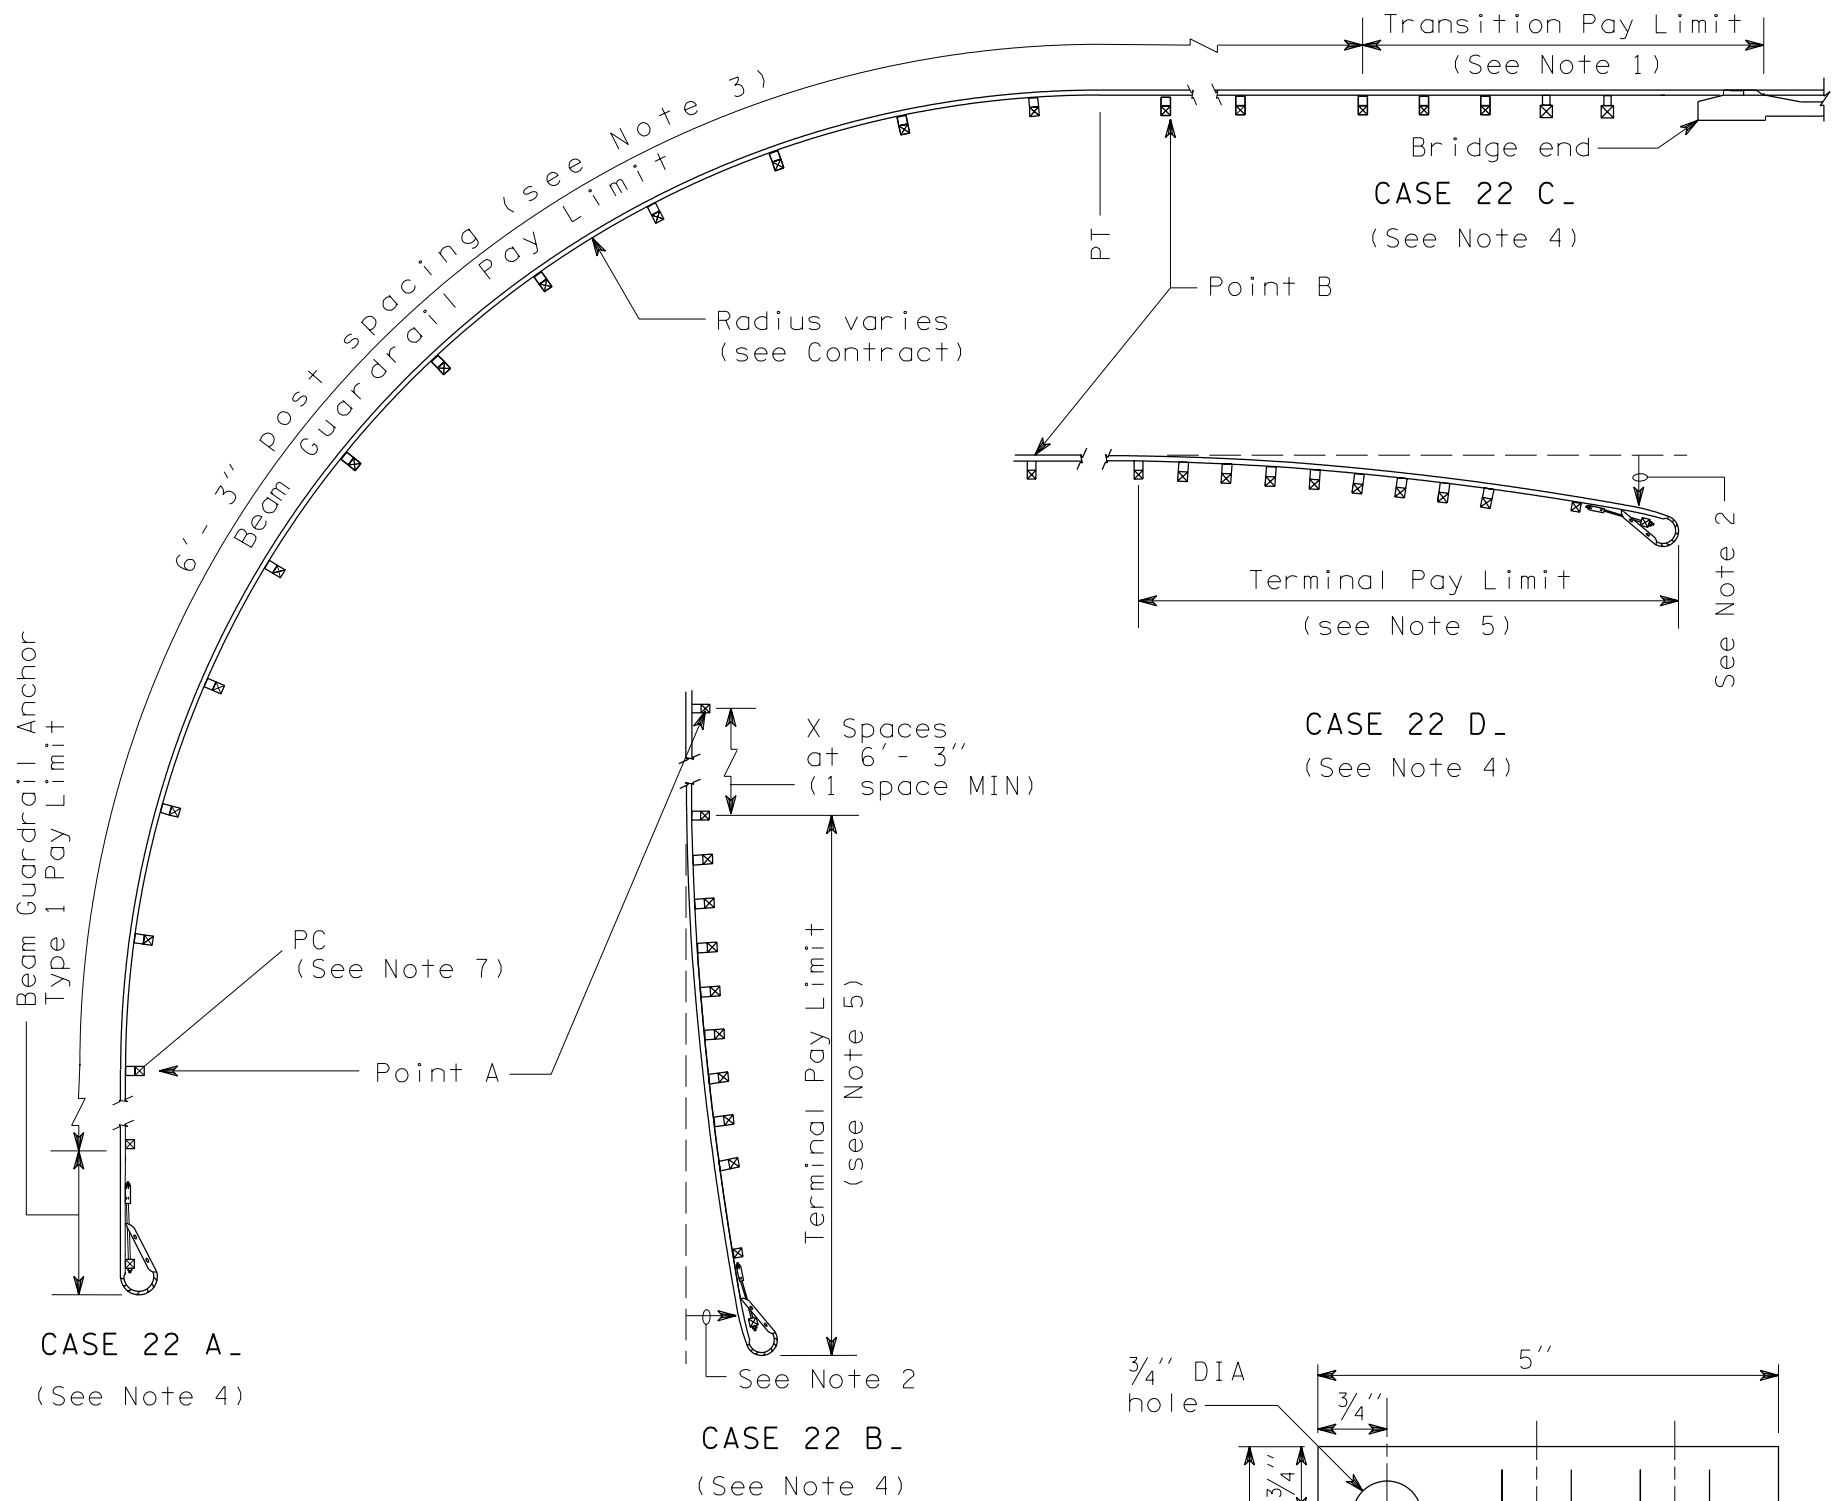 Transition Pay Limit
(See Note 1)
Bridge end
CASE 22 C_
(See Note 4)
PT
Point B
6'- 3" Post spacing (see Note 3)
Beam Guardrail Pay Limit
Radius varies
(see Contract)
Terminal Pay Limit
(see Note 5)
See Note 2
CASE 22 D_
(See Note 4)
X Spaces
at 6'- 3"
(1 space MIN)
Beam Guardrail Anchor
Type 1 Pay Limit
PC
(See Note 7)
Point A
Terminal Pay Limit
(see Note 5)
CASE 22 A_
(See Note 4)
See Note 2
CASE 22 B_
(See Note 4)
3/4" DIA
hole
5"
3/4"
3/4"